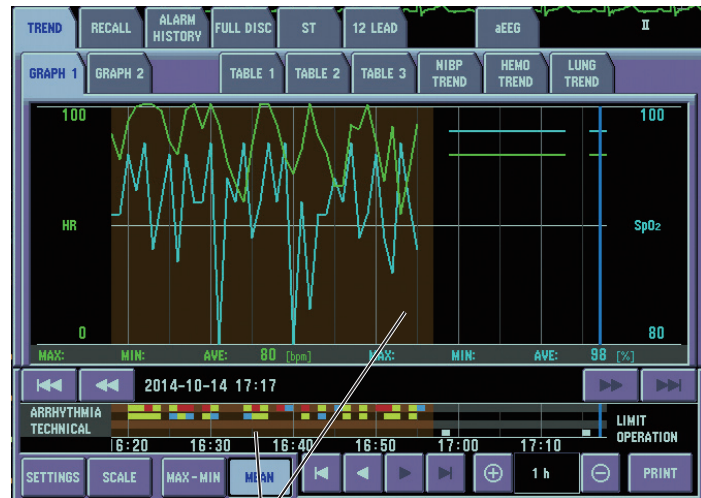 TREND RECALL ALARM HISTORY FULL DISC ST 12 LEAD aEEG II
GRAPH 1 GRAPH 2 TABLE 1 TABLE 2 TABLE 3 NIBP TREND HEMO TREND LUNG TREND
100 100
HR SpO2
0 80
MAX: MIN: AVE: 80 [bpm] MAX: MIN: AVE: 98 [%]
2014-10-14 17:17
ARRHYTHMIA LIMIT
TECHNICAL OPERATION
16:20 16:30 16:40 16:50 17:00 17:10
SETTINGS SCALE MAX-MIN MEAN 1 h PRINT